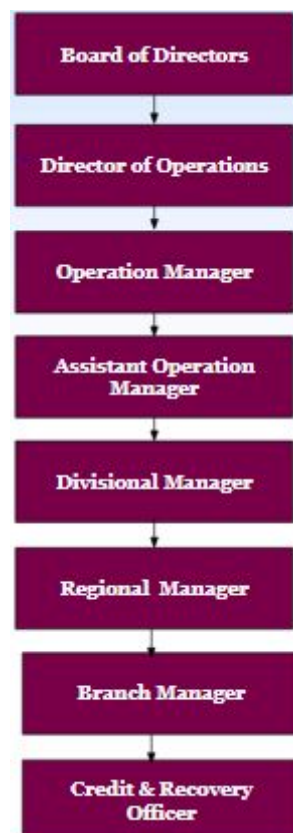 Board of Directors
Director of Operations
Operation Manager
Assistant Operation
Manager
Divisional Manager
Regional Manager
Branch Manager
Credit & Recovery
Officer